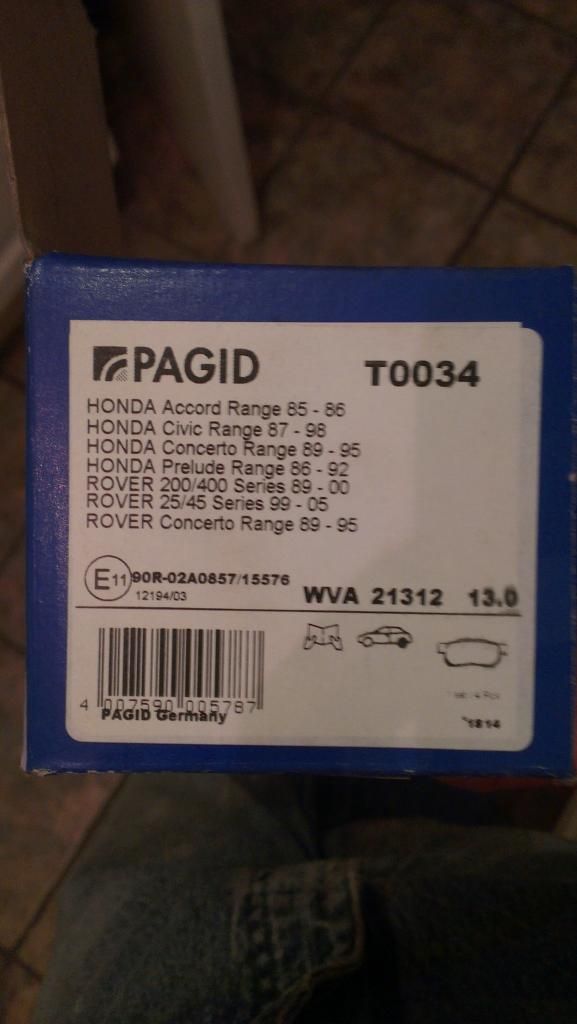 PAGID T0034
HONDA Accord Range 85 - 86
HONDA Civic Range 87 - 98
HONDA Concerto Range 89 - 95
HONDA Prelude Range 86 - 92
ROVER 200/400 Series 89 - 00
ROVER 25/45 Series 99 - 05
ROVER Concerto Range 89 - 95
E11 90R-02A0857/15576
12194/03
WVA 21312 13.0
4 007590 005787
PAGID Germany
1814